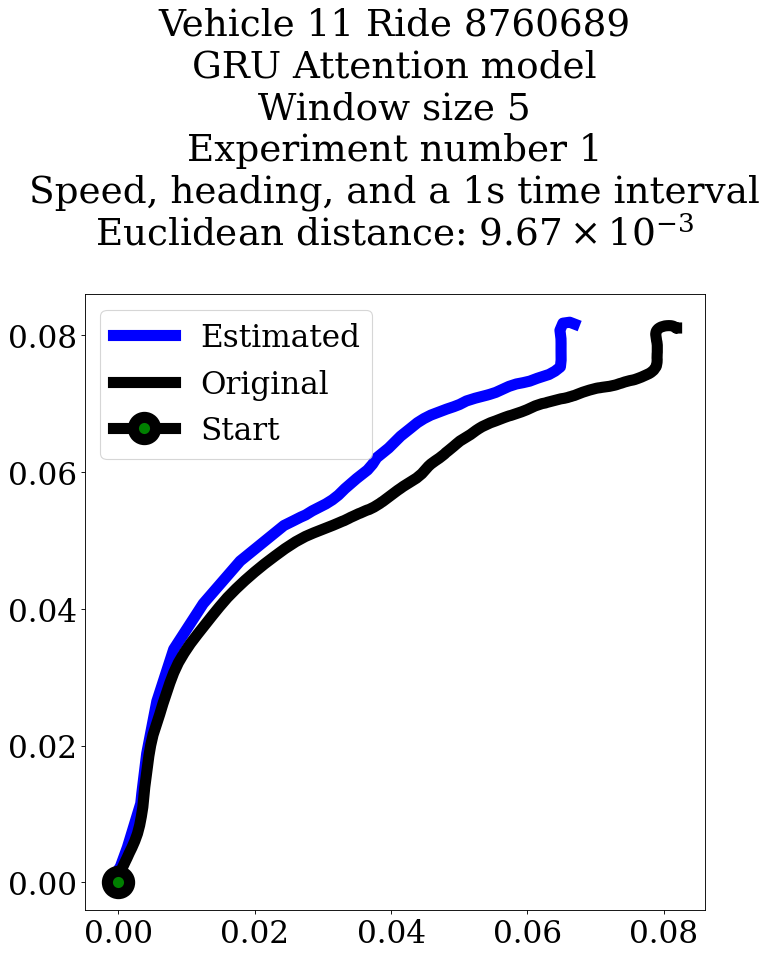 Vehicle 11 Ride 8760689
GRU Attention model
Window size 5
Experiment number 1
Speed, heading, and a 1s time interval
Euclidean distance: 9.67 × 10⁻³
Estimated
Original
Start
0.08
0.06
0.04
0.02
0.00
0.00 0.02 0.04 0.06 0.08